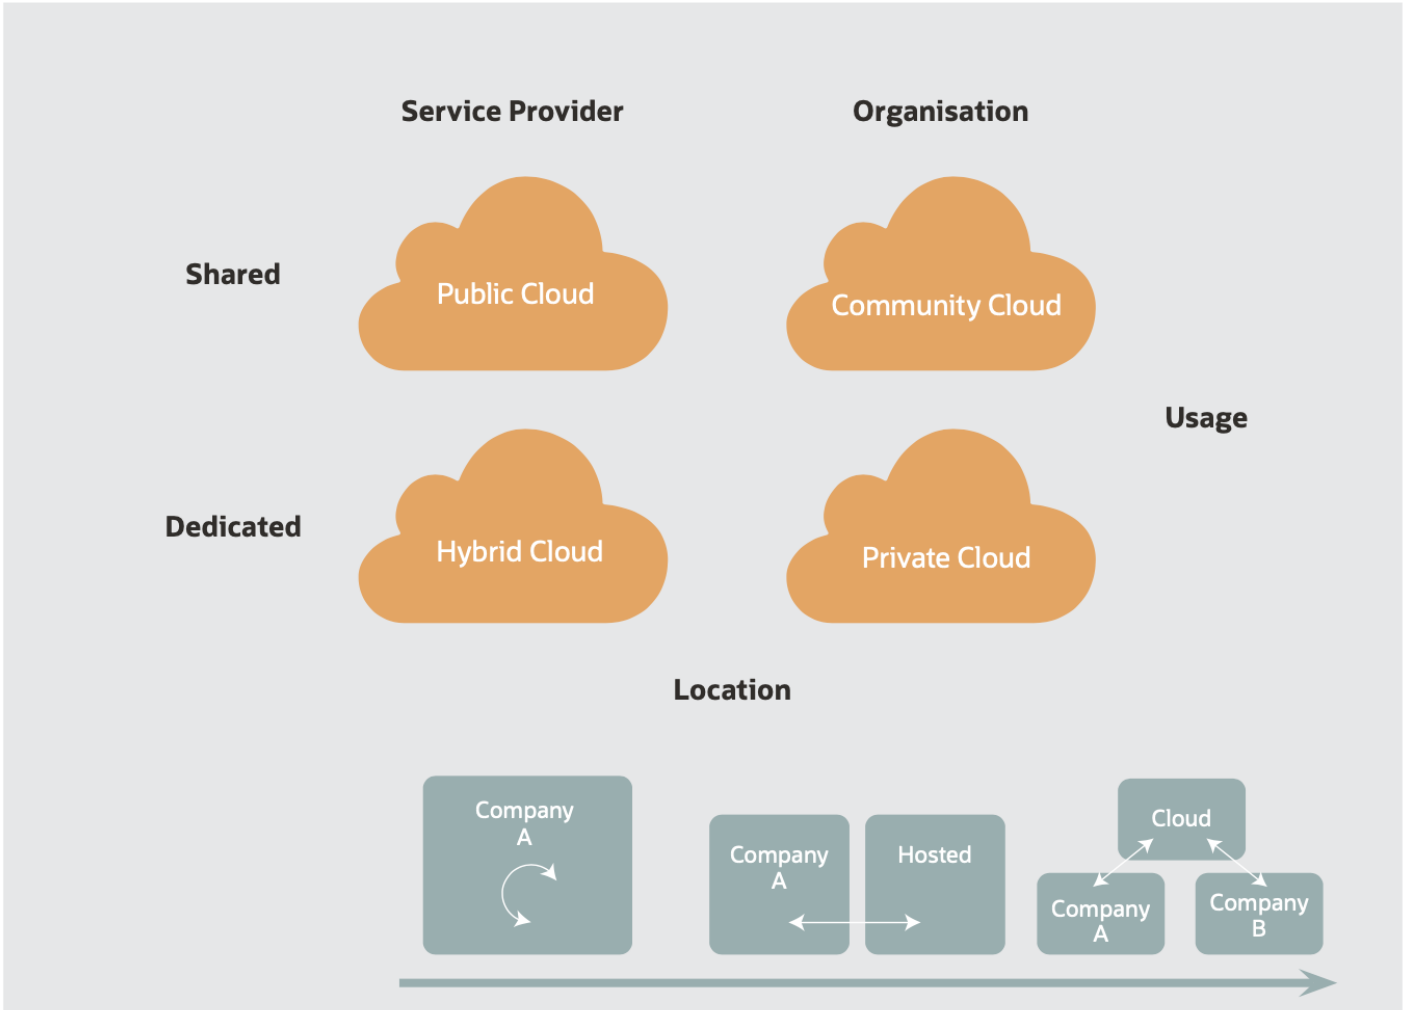 Service Provider
Organisation
Shared
Public Cloud
Community Cloud
Usage
Dedicated
Hybrid Cloud
Private Cloud
Location
Company
A
Company
A
Hosted
Cloud
Company
A
Company
B